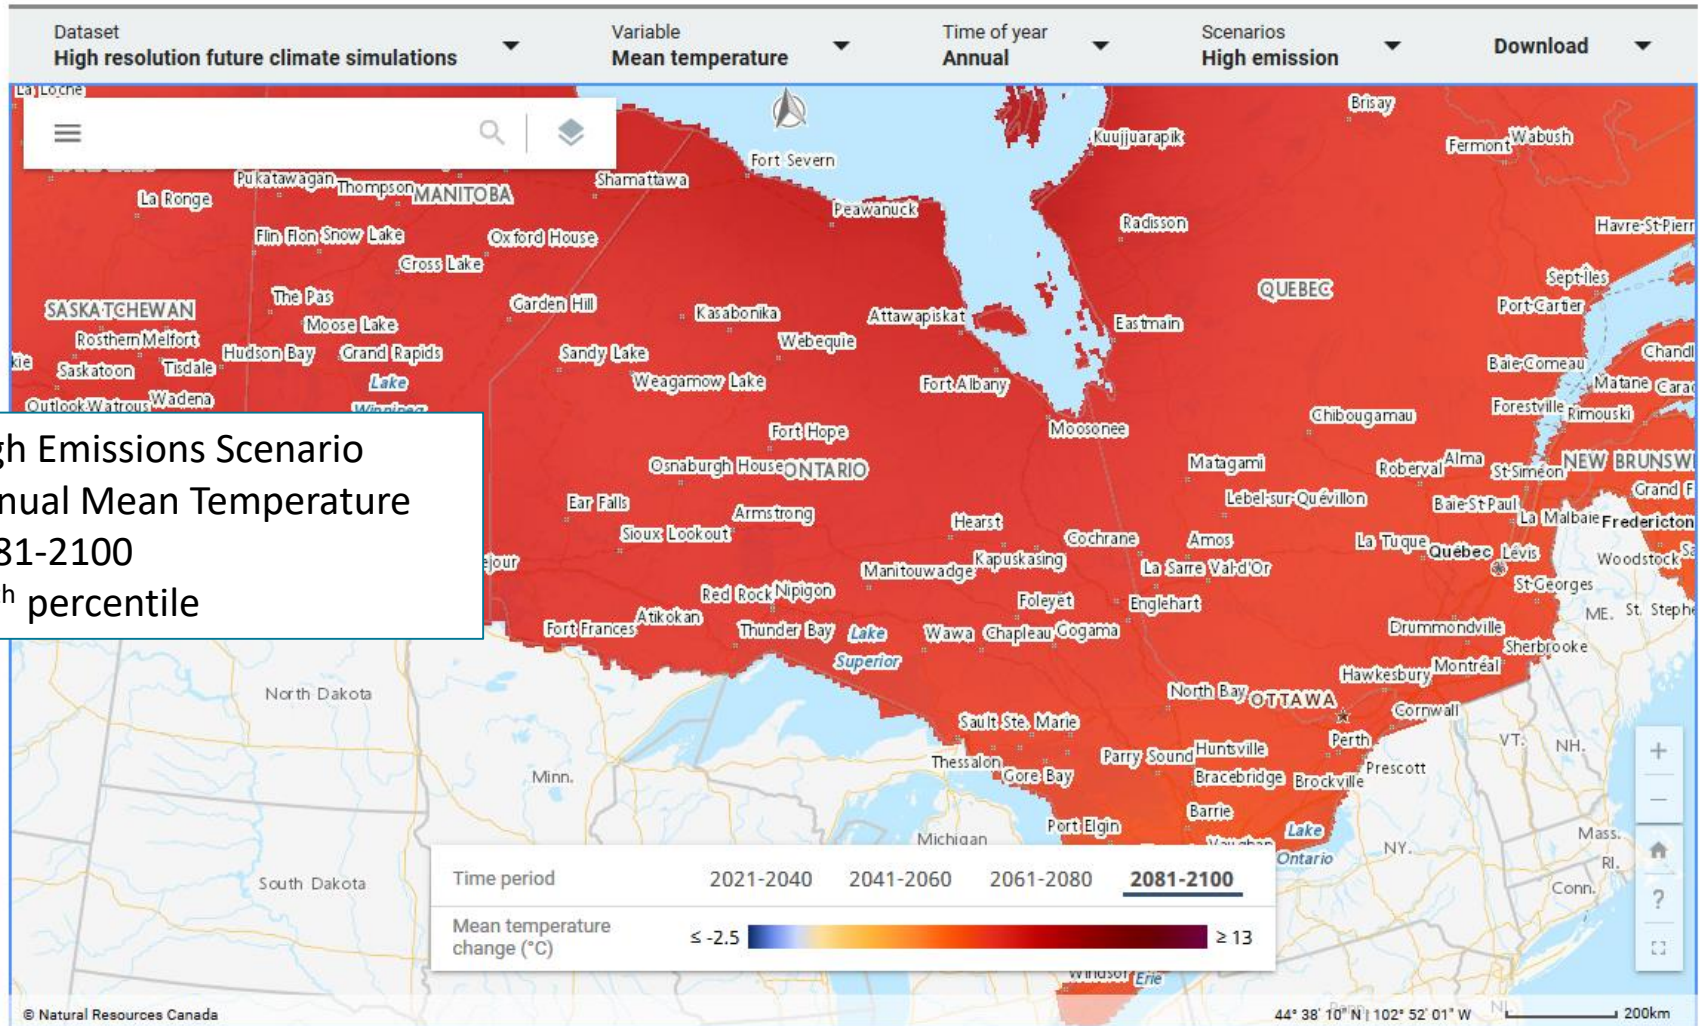 Dataset
High resolution future climate simulations
Variable
Mean temperature
Time of year
Annual
Scenarios
High emission
Download
La Loche
Brisay
Kuujjuarapik
Fermont
Wabush
Fort Severn
Pukatawagan
Thompson
MANITOBA
Shamattawa
La Ronge
Peawanuck
Radisson
Havre-St-Pierr
Flin Flon
Snow Lake
Oxford House
Cross Lake
Sept-Îles
QUEBEC
The Pas
Garden Hill
Port-Cartier
SASKATCHEWAN
Kasabonika
Attawapiskat
Moose Lake
Eastmain
Rosthern
Melfort
Webequie
Hudson Bay
Grand Rapids
Sandy Lake
Chandl
kie
Saskatoon
Tisdale
Baie-Comeau
Lake
Winnipeg
Weagamow Lake
Fort Albany
Matane
Carac
Outlook
Watrous
Wadena
Forestville
Rimouski
Chibougamau
Fort Hope
Moosonee
gh Emissions Scenario
nnual Mean Temperature
81-2100
th percentile
Osnaburgh House
ONTARIO
Matagami
Roberval
Alma
St-Siméon
NEW BRUNSWI
Grand F
Ear Falls
Armstrong
Lebel-sur-Quévillon
Baie-St-Paul
La Malbaie
Fredericton
Sioux Lookout
Hearst
Cochrane
Amos
La Tuque
Québec
Lévis
Woodstock
Sa
ejour
Manitouwadge
Kapuskasing
La Sarre
Val-d'Or
St-Georges
Red Rock
Nipigon
Foleyet
Englehart
ME.
St. Stephe
Fort Frances
Atikokan
Thunder Bay
Lake
Superior
Wawa
Chapleau
Gogama
Drummondville
Sherbrooke
Hawkesbury
Montréal
North Dakota
North Bay
OTTAWA
Cornwall
Sault Ste. Marie
Perth
VT.
NH.
Thessalon
Parry Sound
Huntsville
Prescott
Minn.
Gore Bay
Bracebridge
Brockville
Barrie
Port Elgin
Lake
Ontario
Michigan
Vaughan
NY.
Mass.
RI.
Conn.
South Dakota
Time period
2021-2040
2041-2060
2061-2080
2081-2100
Mean temperature
change (°C)
≤ -2.5
≥ 13
+
−
?
Windsor
Erie
Penn
NJ
© Natural Resources Canada
44° 38' 10" N | 102° 52' 01" W
200km